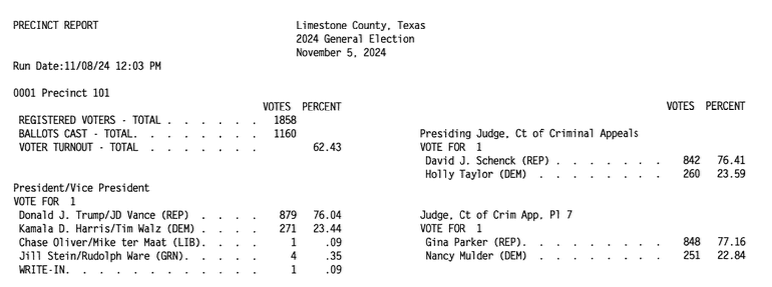 PRECINCT REPORT Limestone County, Texas
2024 General Election
November 5, 2024
Run Date:11/08/24 12:03 PM
0001 Precinct 101
VOTES PERCENT
REGISTERED VOTERS - TOTAL . . . . . . 1858
BALLOTS CAST - TOTAL. . . . . . . . 1160
VOTER TURNOUT - TOTAL . . . . . . . 62.43
President/Vice President
VOTE FOR 1
Donald J. Trump/JD Vance (REP) . . . . 879 76.04
Kamala D. Harris/Tim Walz (DEM) . . . . 271 23.44
Chase Oliver/Mike ter Maat (LIB). . . . 1 .09
Jill Stein/Rudolph Ware (GRN). . . . . 4 .35
WRITE-IN. . . . . . . . . . . . 1 .09
VOTES PERCENT
Presiding Judge, Ct of Criminal Appeals
VOTE FOR 1
David J. Schenck (REP) . . . . . . . 842 76.41
Holly Taylor (DEM) . . . . . . . . 260 23.59
Judge, Ct of Crim App, Pl 7
VOTE FOR 1
Gina Parker (REP). . . . . . . . . 848 77.16
Nancy Mulder (DEM) . . . . . . . . 251 22.84